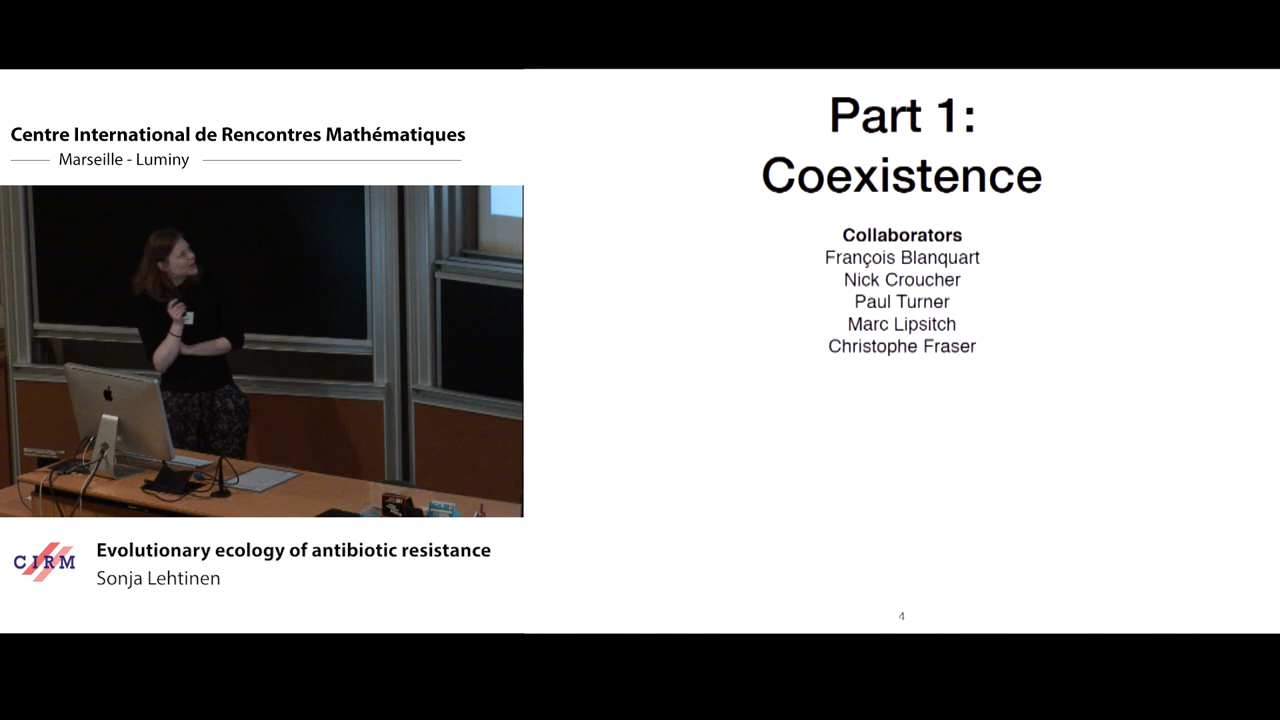 Centre International de Rencontres Mathématiques
Marseille - Luminy
CIRM
Evolutionary ecology of antibiotic resistance
Sonja Lehtinen
Part 1:
Coexistence
Collaborators
François Blanquart
Nick Croucher
Paul Turner
Marc Lipsitch
Christophe Fraser
4